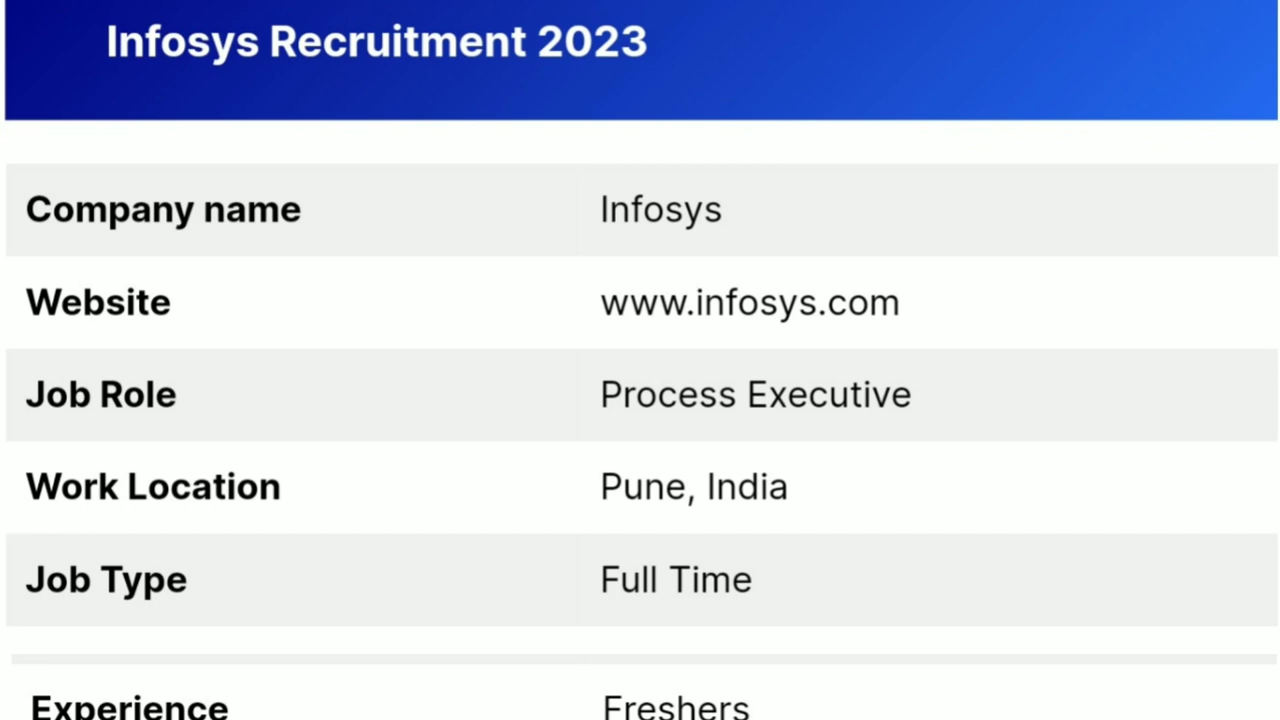 Infosys Recruitment 2023
Company name Infosys
Website www.infosys.com
Job Role Process Executive
Work Location Pune, India
Job Type Full Time
Experience Freshers